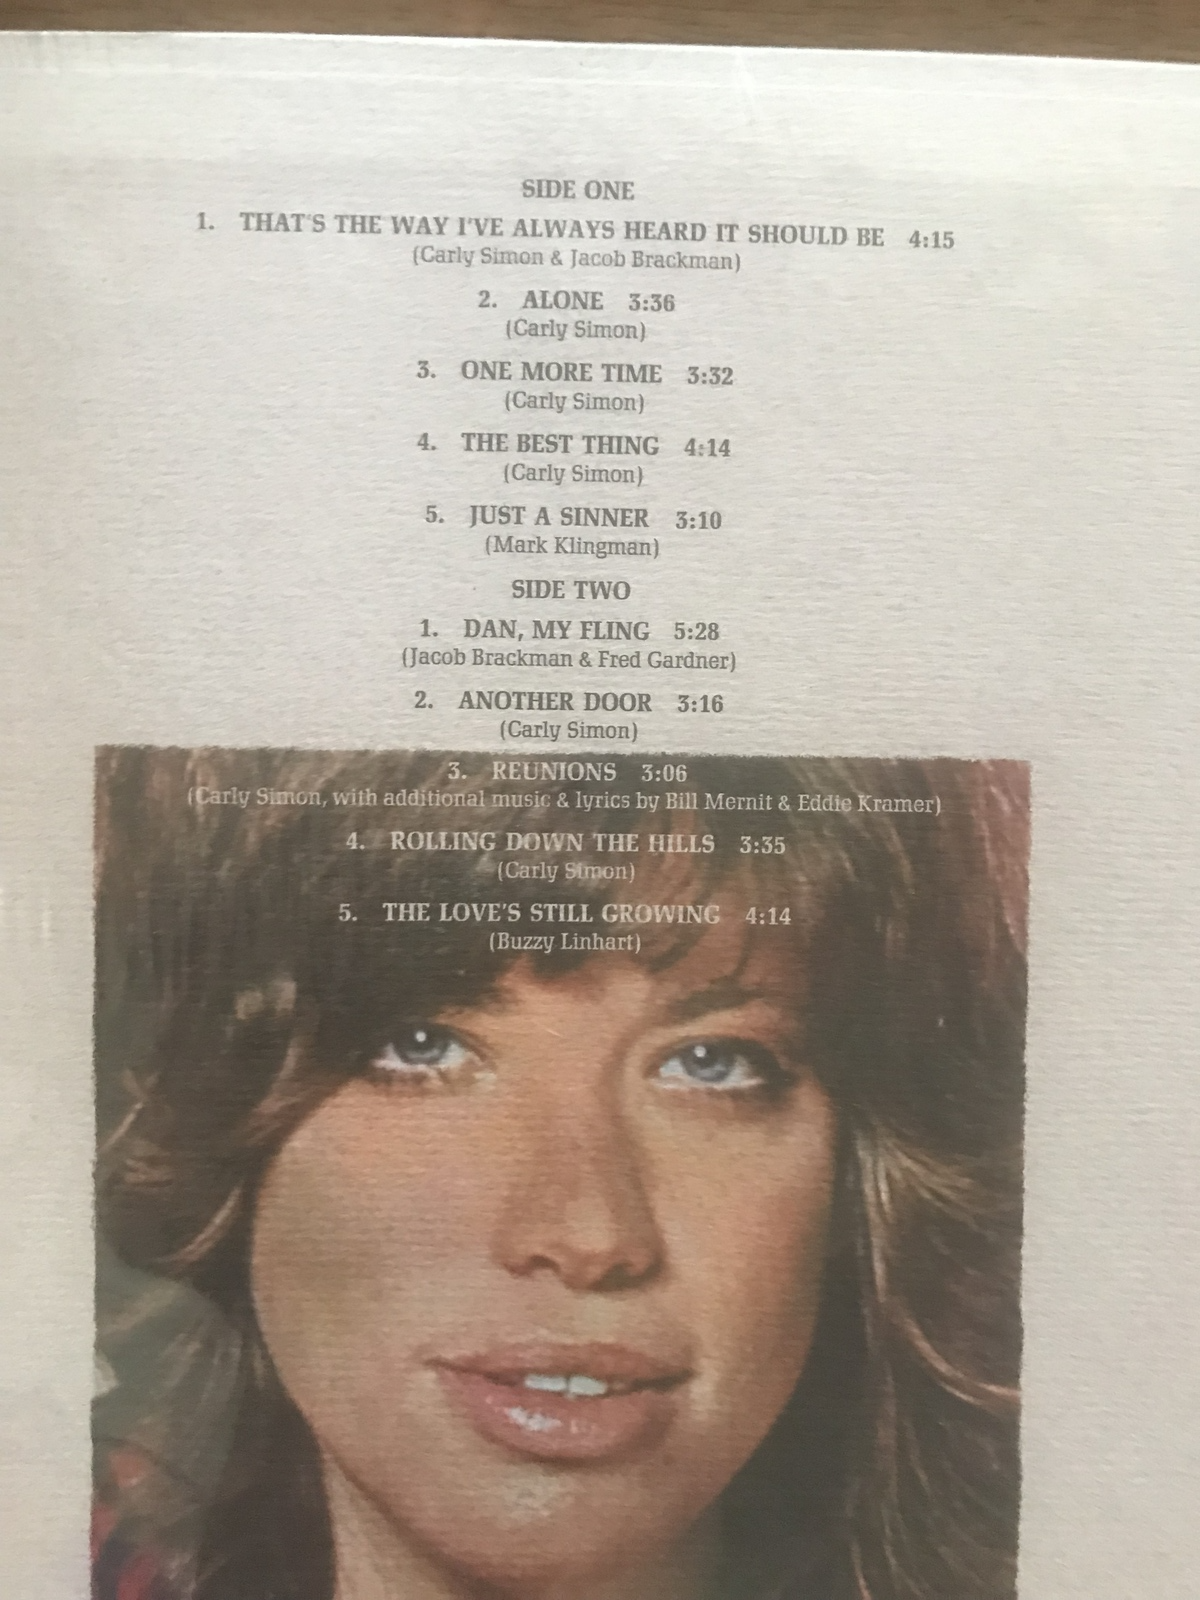 SIDE ONE
1. THAT'S THE WAY I'VE ALWAYS HEARD IT SHOULD BE 4:15
(Carly Simon & Jacob Brackman)
2. ALONE 3:36
(Carly Simon)
3. ONE MORE TIME 3:32
(Carly Simon)
4. THE BEST THING 4:14
(Carly Simon)
5. JUST A SINNER 3:10
(Mark Klingman)
SIDE TWO
1. DAN, MY FLING 5:28
(Jacob Brackman & Fred Gardner)
2. ANOTHER DOOR 3:16
(Carly Simon)
3. REUNIONS 3:06
(Carly Simon, with additional music & lyrics by Bill Mernit & Eddie Kramer)
4. ROLLING DOWN THE HILLS 3:35
(Carly Simon)
5. THE LOVE'S STILL GROWING 4:14
(Buzzy Linhart)